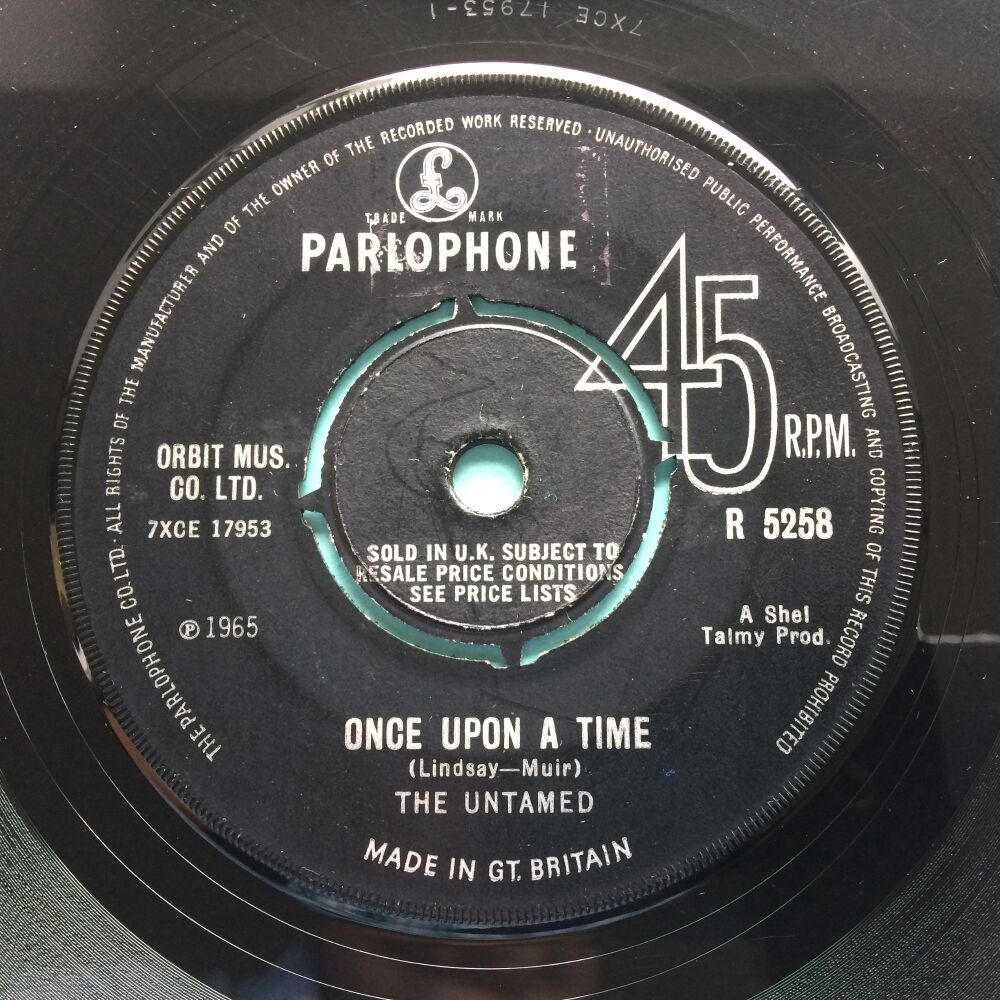 7XCE 17953-1
THE PARLOPHONE CO. LTD. · ALL RIGHTS OF THE MANUFACTURER AND OF THE OWNER OF THE RECORDED WORK RESERVED · UNAUTHORISED PUBLIC PERFORMANCE BROADCASTING AND COPYING OF THIS RECORD PROHIBITED
£
TRADE MARK
PARLOPHONE
45
R.P.M.
ORBIT MUS.
CO. LTD.
7XCE 17953
R 5258
SOLD IN U.K. SUBJECT TO
RESALE PRICE CONDITIONS
SEE PRICE LISTS
℗ 1965
A Shel
Talmy Prod.
ONCE UPON A TIME
(Lindsay—Muir)
THE UNTAMED
MADE IN GT. BRITAIN